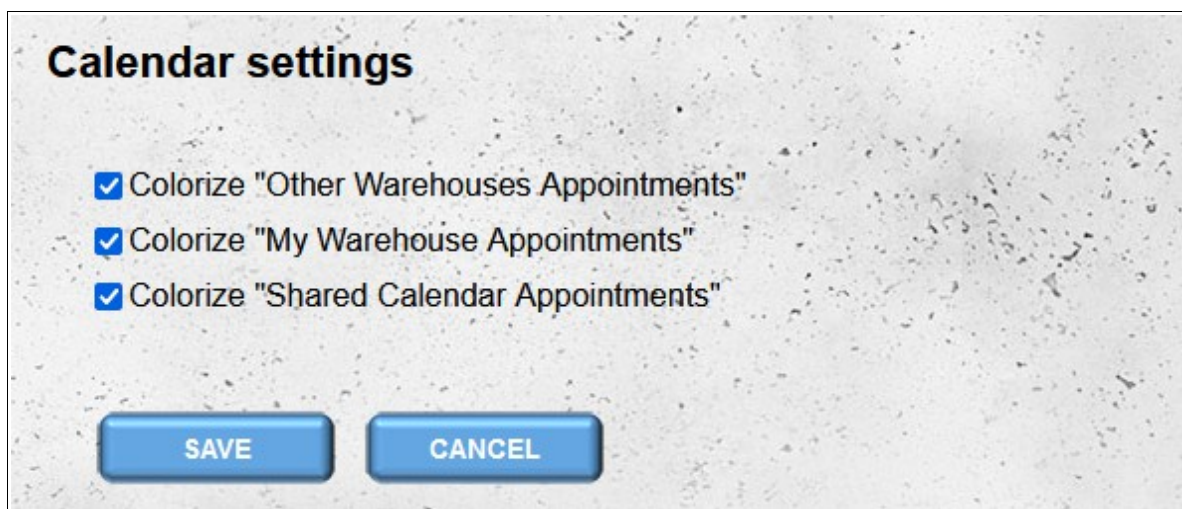 Calendar settings
Colorize "Other Warehouses Appointments"
Colorize "My Warehouse Appointments"
Colorize "Shared Calendar Appointments"
SAVE CANCEL